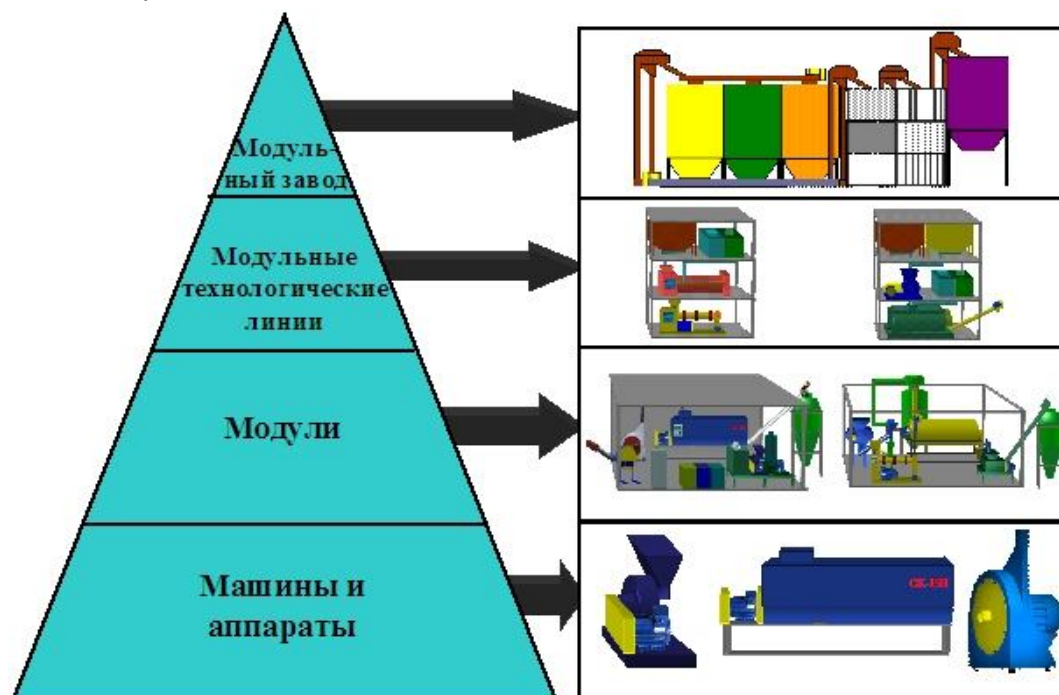 Модуль-
ный завод
Модульные
технологические
линии
Модули
Машины и
аппараты